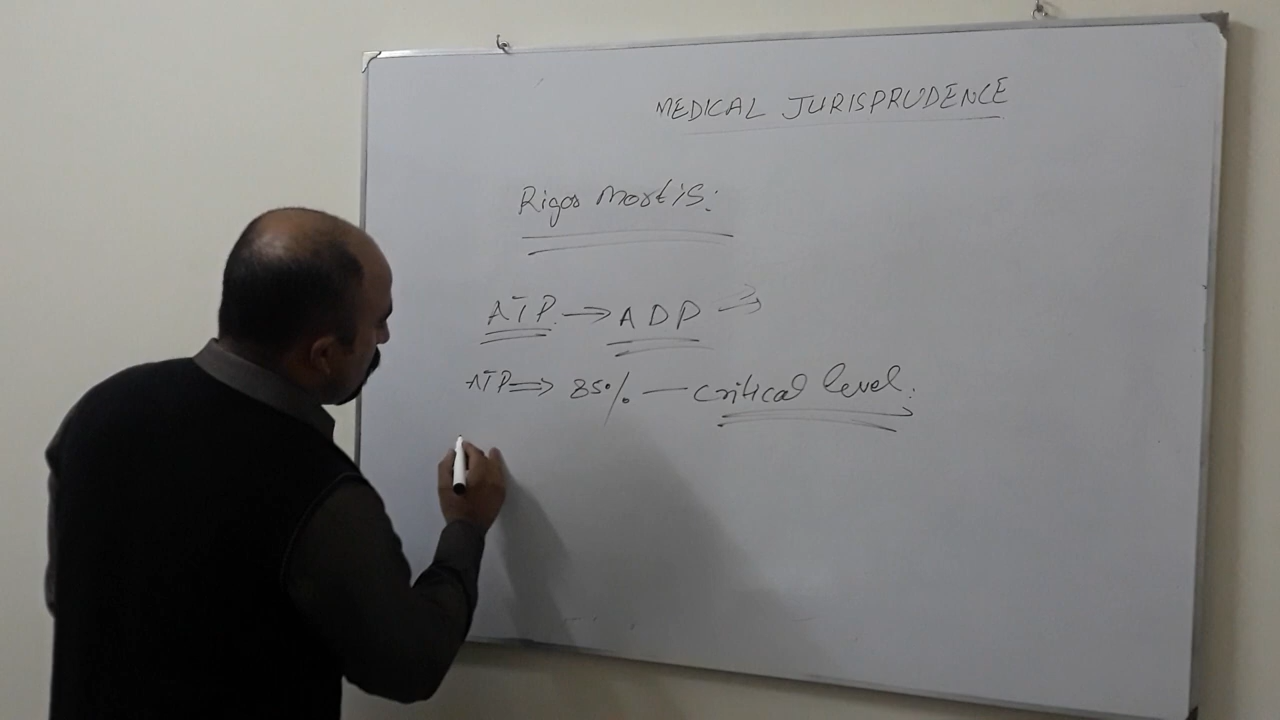 MEDICAL JURISPRUDENCE
Rigor Mortis:
ATP → ADP ⇒
ATP ⇒ 85% — critical level.